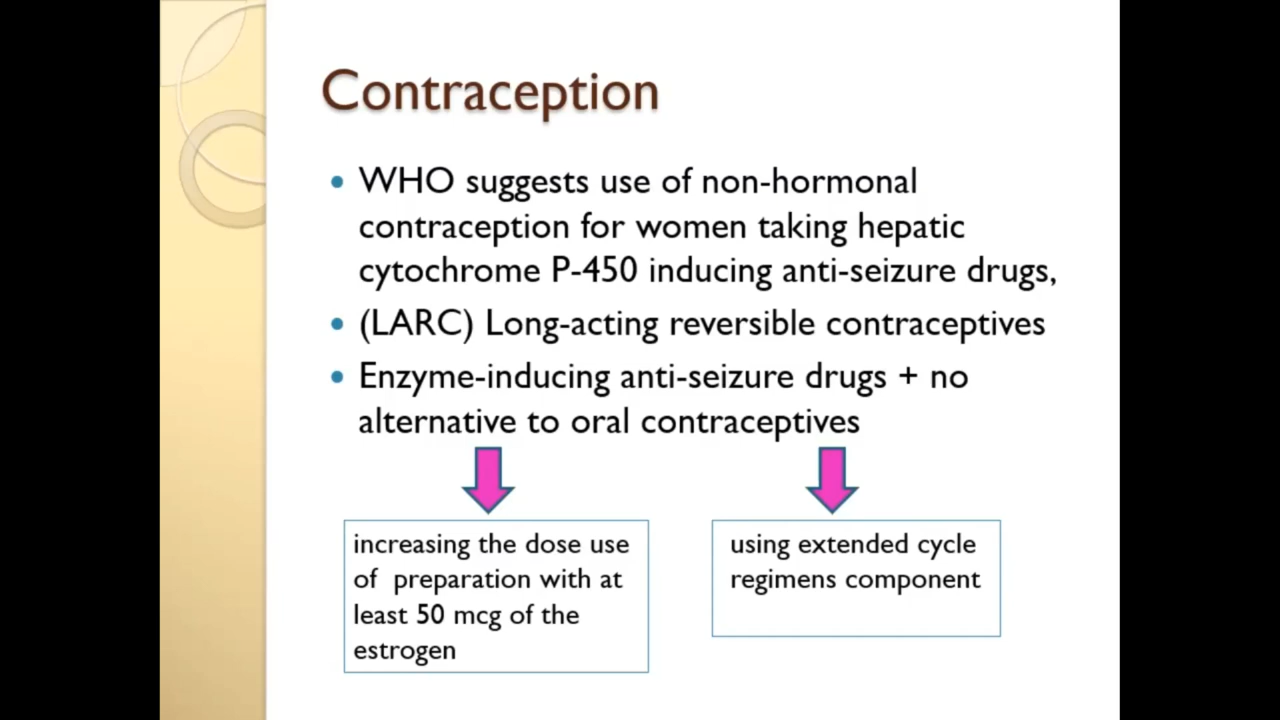 Contraception
• WHO suggests use of non-hormonal
contraception for women taking hepatic
cytochrome P-450 inducing anti-seizure drugs,
• (LARC) Long-acting reversible contraceptives
• Enzyme-inducing anti-seizure drugs + no
alternative to oral contraceptives
increasing the dose use
of preparation with at
least 50 mcg of the
estrogen
using extended cycle
regimens component